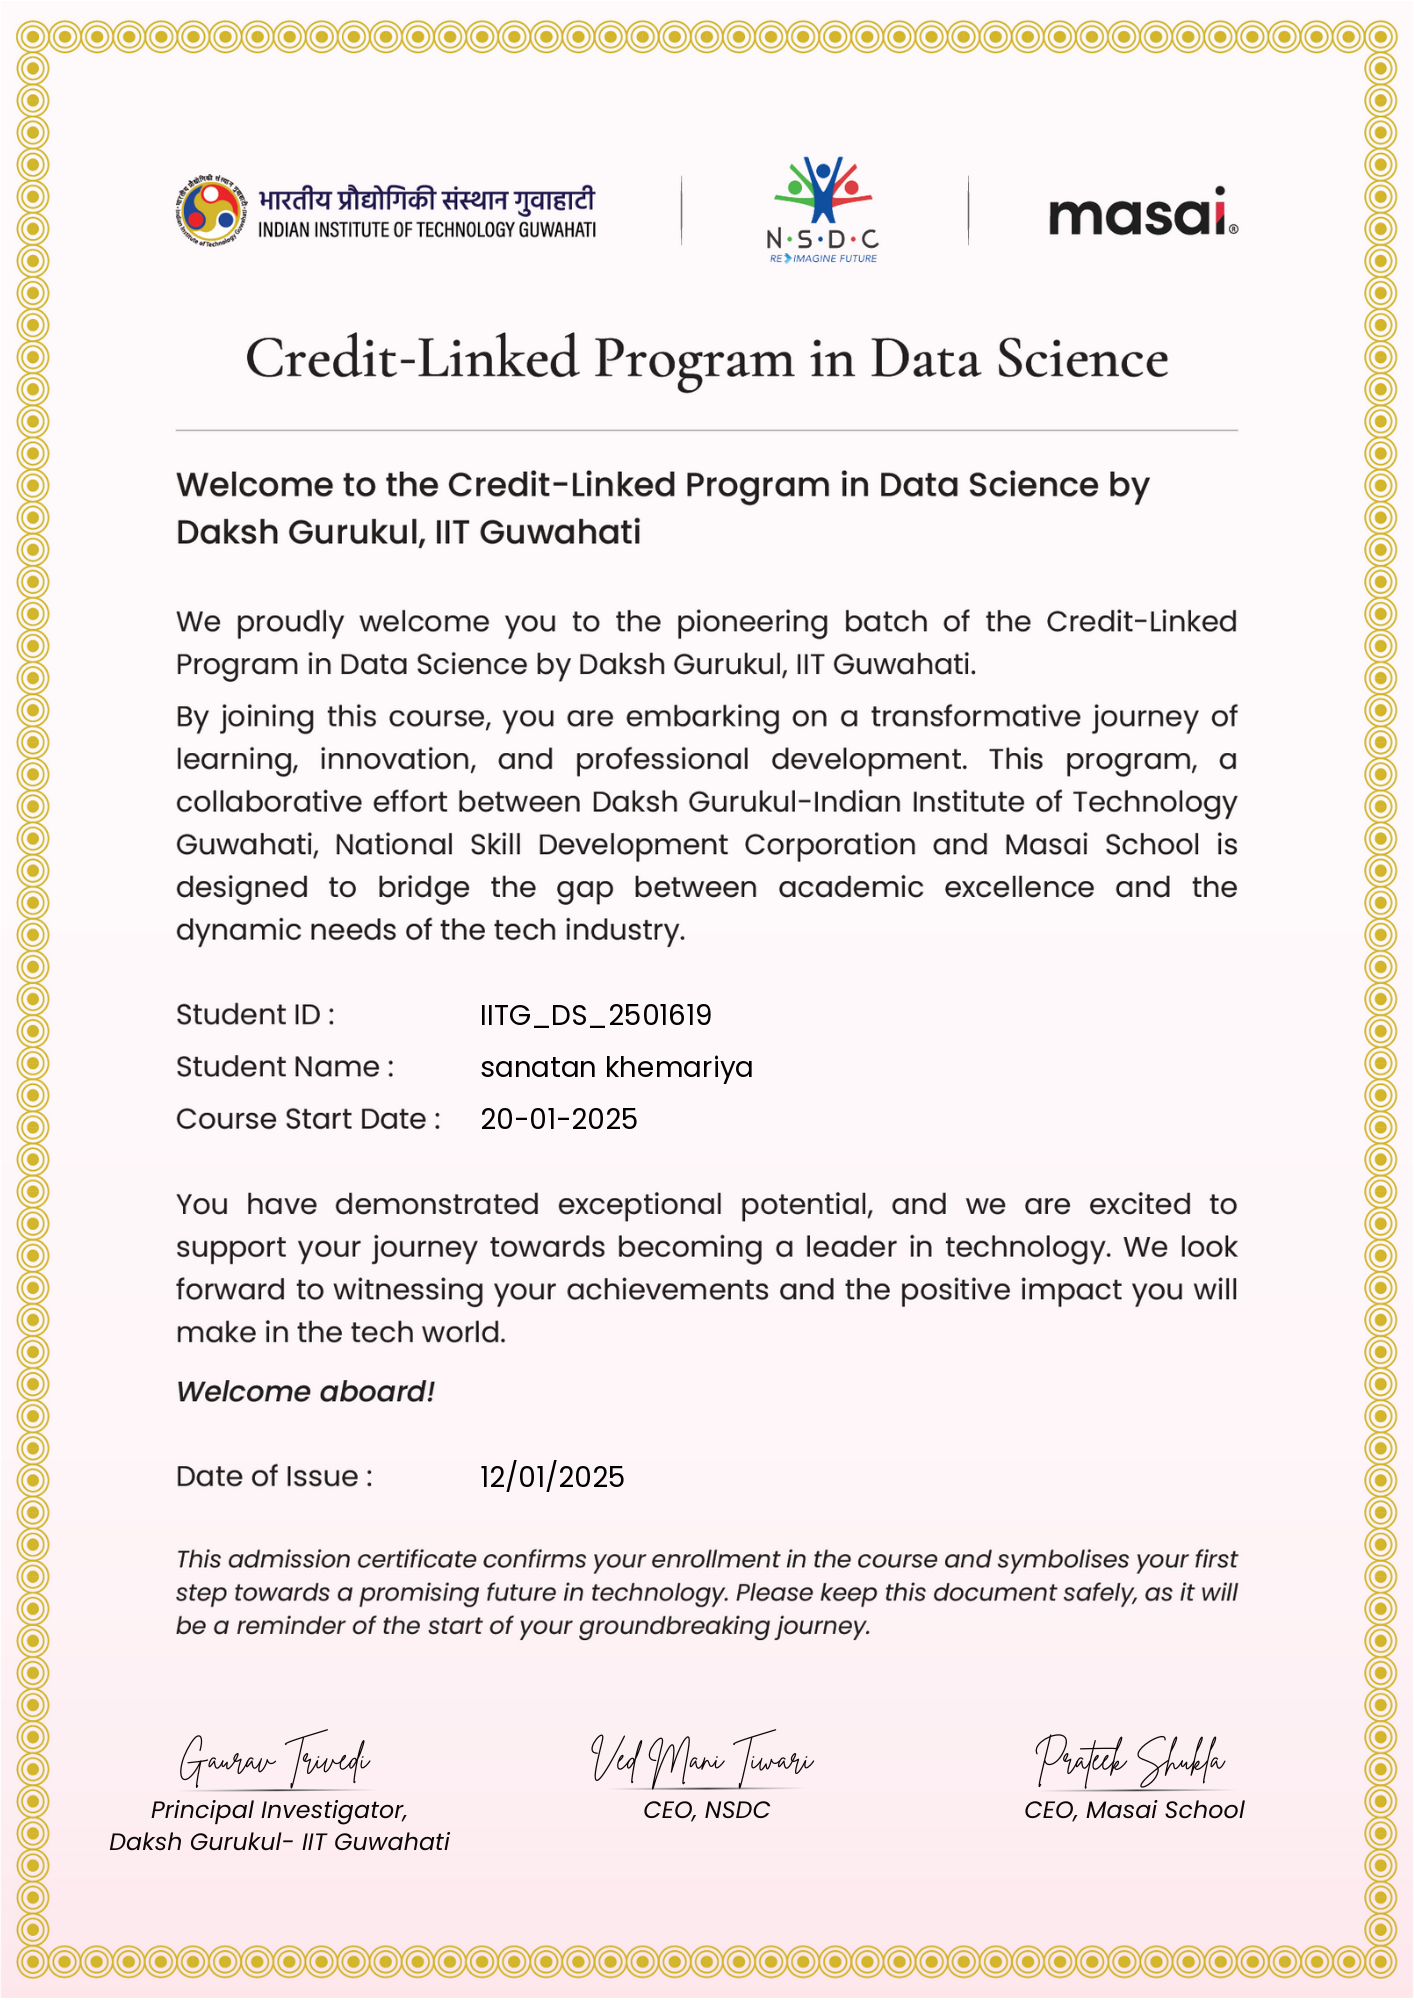 भारतीय प्रौद्योगिकी संस्थान गुवाहाटी
INDIAN INSTITUTE OF TECHNOLOGY GUWAHATI
N·S·D·C
RE IMAGINE FUTURE
masai®
Credit-Linked Program in Data Science
Welcome to the Credit-Linked Program in Data Science by
Daksh Gurukul, IIT Guwahati
We proudly welcome you to the pioneering batch of the Credit-Linked
Program in Data Science by Daksh Gurukul, IIT Guwahati.
By joining this course, you are embarking on a transformative journey of
learning, innovation, and professional development. This program, a
collaborative effort between Daksh Gurukul-Indian Institute of Technology
Guwahati, National Skill Development Corporation and Masai School is
designed to bridge the gap between academic excellence and the
dynamic needs of the tech industry.
Student ID : IITG_DS_2501619
Student Name : sanatan khemariya
Course Start Date : 20-01-2025
You have demonstrated exceptional potential, and we are excited to
support your journey towards becoming a leader in technology. We look
forward to witnessing your achievements and the positive impact you will
make in the tech world.
Welcome aboard!
Date of Issue : 12/01/2025
This admission certificate confirms your enrollment in the course and symbolises your first
step towards a promising future in technology. Please keep this document safely, as it will
be a reminder of the start of your groundbreaking journey.
Gaurav Trivedi
Principal Investigator,
Daksh Gurukul- IIT Guwahati
Ved Mani Tiwari
CEO, NSDC
Prateek Shukla
CEO, Masai School